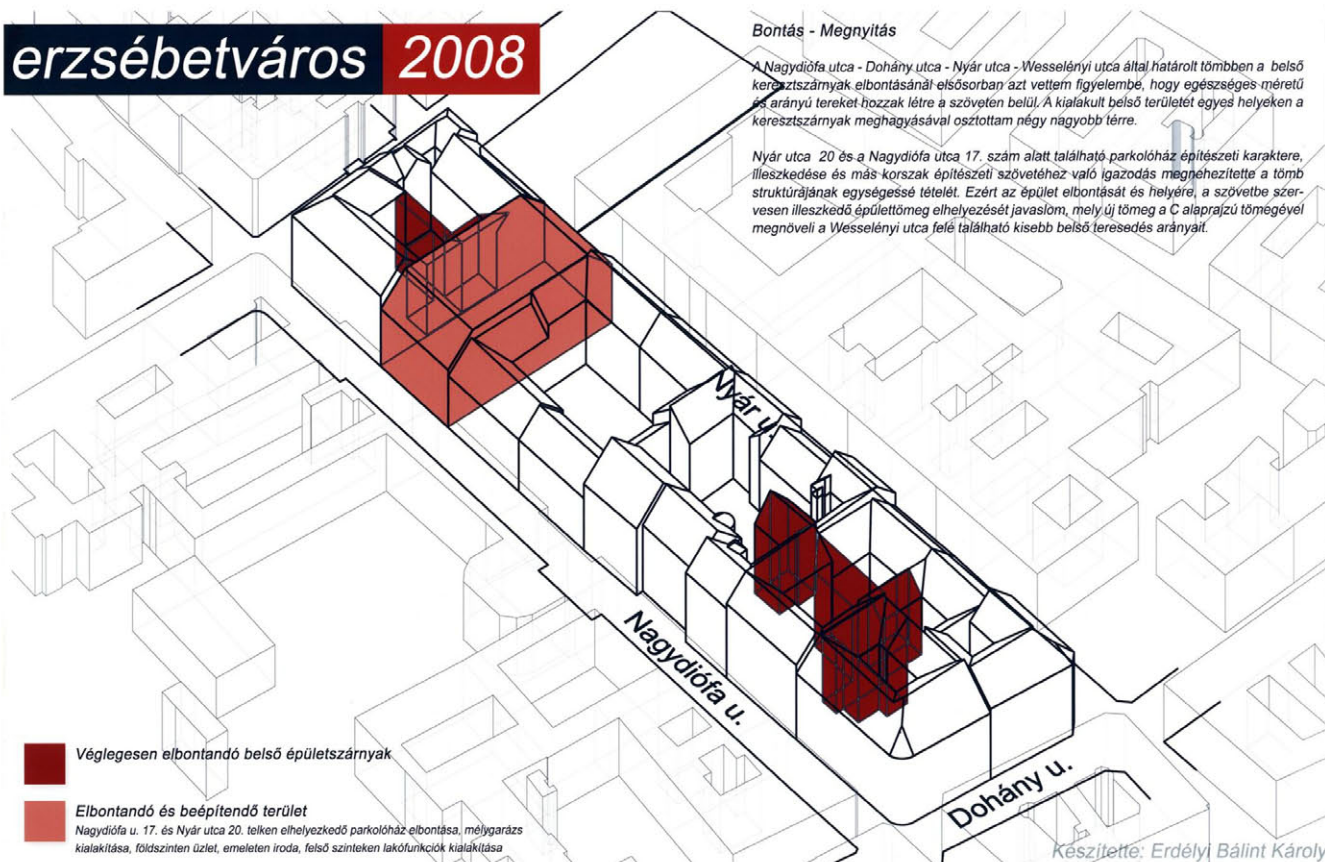 erzsébetváros 2008
Bontás - Megnyitás
A Nagydiófa utca - Dohány utca - Nyár utca - Wesselényi utca által határolt tömbben a belső
keresztszárnyak elbontásánál elsősorban azt vettem figyelembe, hogy egészséges méretű
és arányú tereket hozzak létre a szöveten belül. A kialakult belső területet egyes helyeken a
keresztszárnyak meghagyásával osztottam négy nagyobb térre.
Nyár utca 20 és a Nagydiófa utca 17. szám alatt található parkolóház építészeti karaktere,
illeszkedése és más korszak építészeti szövetéhez való igazodás megnehezítette a tömb
struktúrájának egységessé tételét. Ezért az épület elbontását és helyére, a szövetbe szer-
vesen illeszkedő épülettömeg elhelyezését javaslom, mely új tömeg a C alaprajzú tömegével
megnöveli a Wesselényi utca felé található kisebb belső teresedés arányait.
Nyár u.
Nagydiófa u.
Dohány u.
Véglegesen elbontandó belső épületszárnyak
Elbontandó és beépítendő terület
Nagydiófa u. 17. és Nyár utca 20. telken elhelyezkedő parkolóház elbontása, mélygarázs
kialakítása, földszinten üzlet, emeleten iroda, felső szinteken lakófunkciók kialakítása
Készítette: Erdélyi Bálint Károly